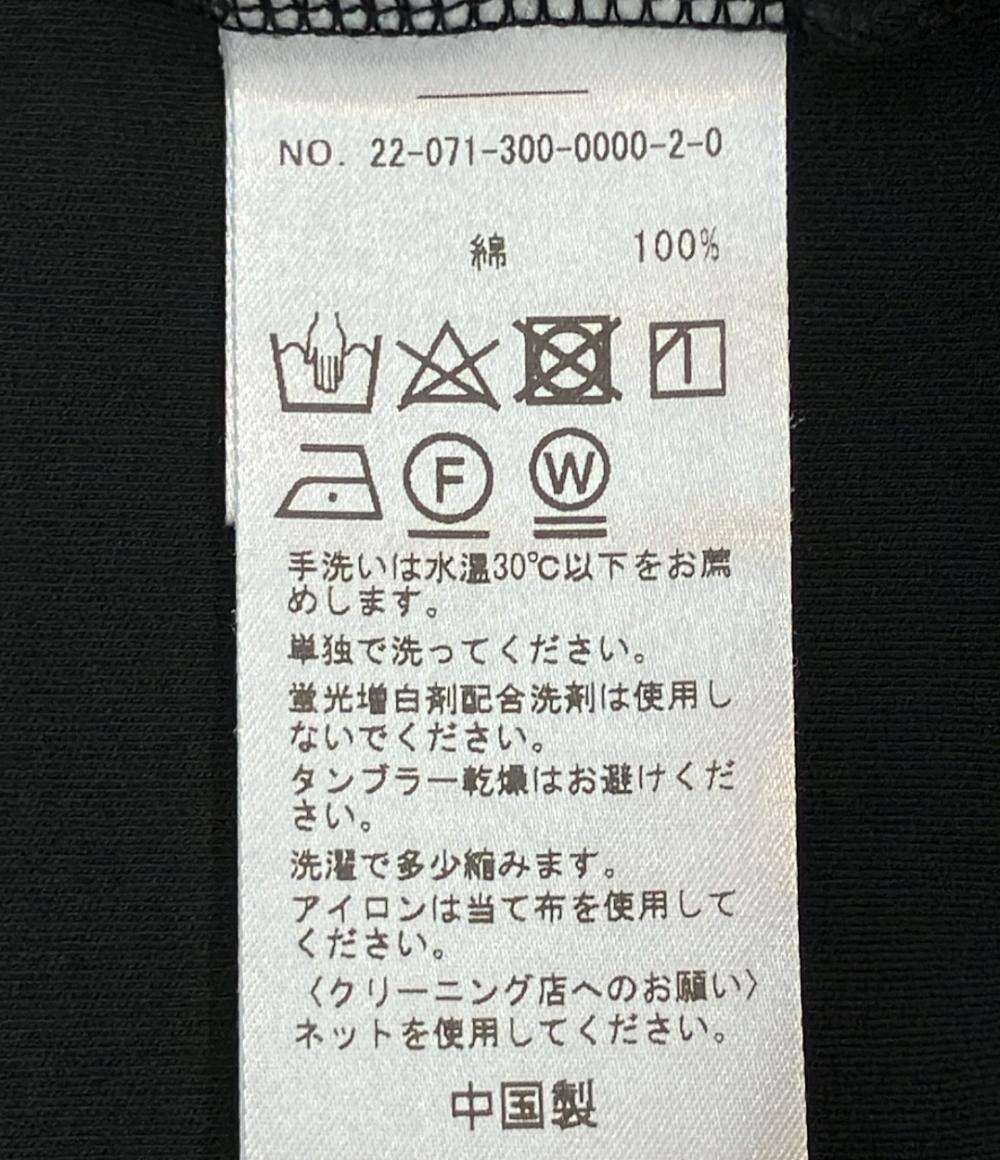 NO. 22-071-300-0000-2-0
綿 100%
F W
手洗いは水温30℃以下をお薦
めします。
単独で洗ってください。
蛍光増白剤配合洗剤は使用し
ないでください。
タンブラー乾燥はお避けくだ
さい。
洗濯で多少縮みます。
アイロンは当て布を使用して
ください。
〈クリーニング店へのお願い〉
ネットを使用してください。
中国製